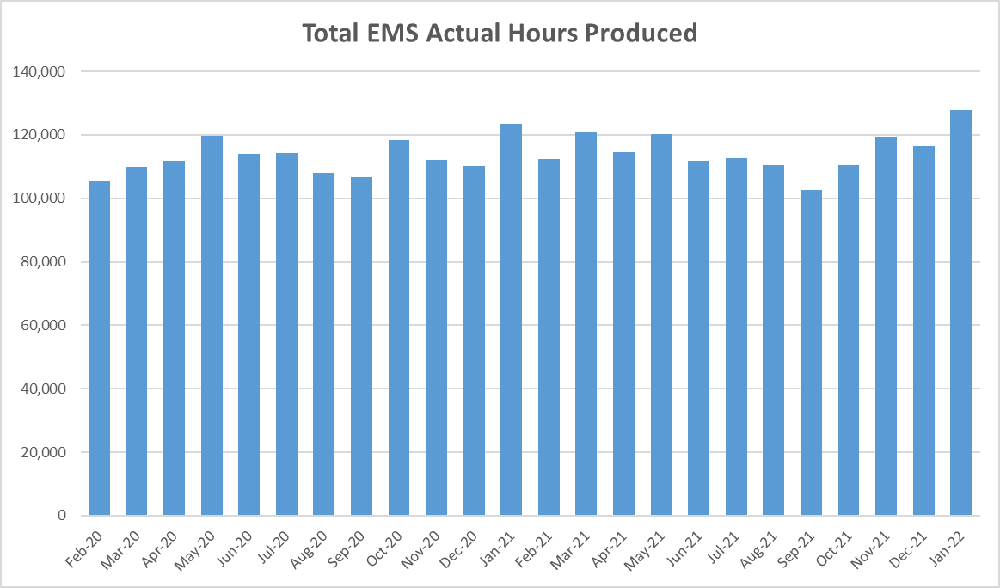 Total EMS Actual Hours Produced
140,000
120,000
100,000
80,000
60,000
40,000
20,000
0
Feb-20
Mar-20
Apr-20
May-20
Jun-20
Jul-20
Aug-20
Sep-20
Oct-20
Nov-20
Dec-20
Jan-21
Feb-21
Mar-21
Apr-21
May-21
Jun-21
Jul-21
Aug-21
Sep-21
Oct-21
Nov-21
Dec-21
Jan-22